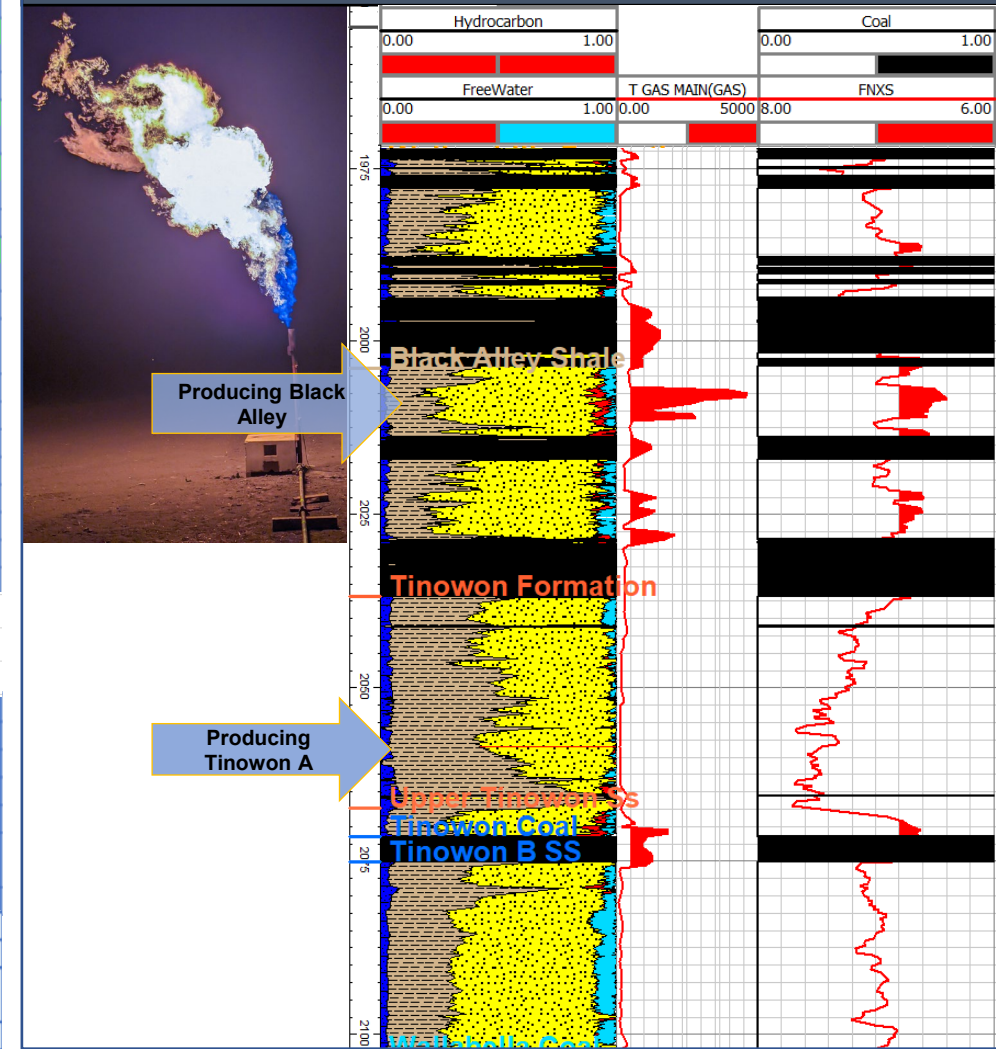 Hydrocarbon
0.00 1.00
Coal
0.00 1.00
FreeWater
0.00 1.00
T GAS MAIN(GAS)
0.00 5000
FNXS
8.00 6.00
1975
2000
Black Alley Shale
Producing Black
Alley
2025
Tinowon Formation
2050
Producing
Tinowon A
Upper Tinowon Ss
Tinowon Coal
Tinowon B SS
2075
2100
Wallabella Coal